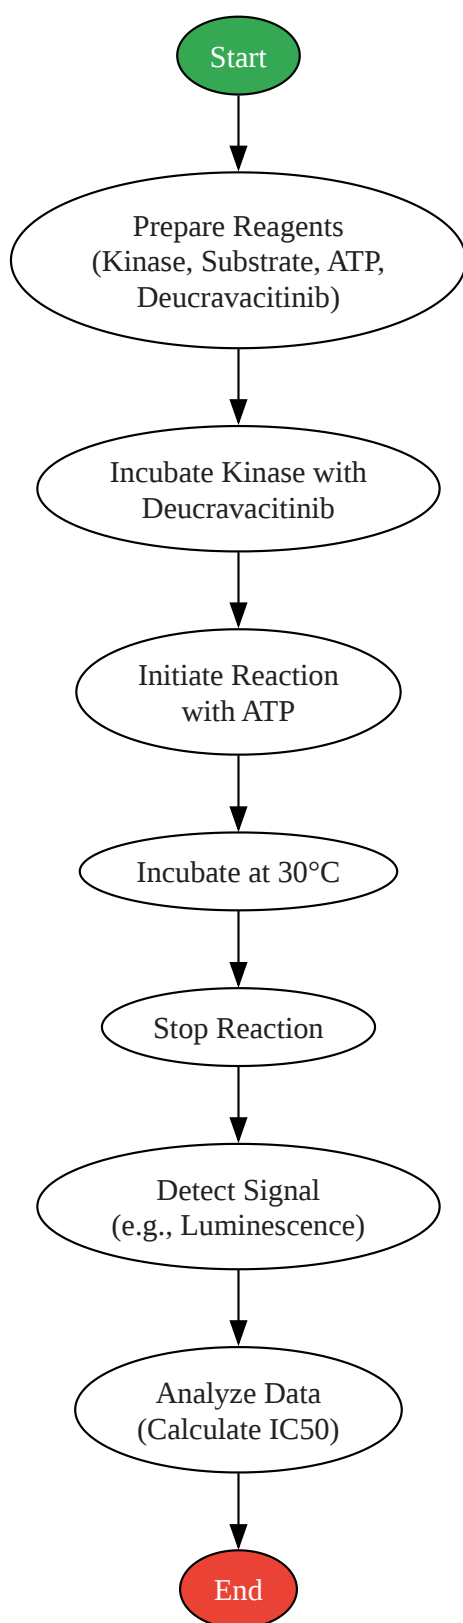 Start
Prepare Reagents
(Kinase, Substrate, ATP,
Deucravacitinib)
Incubate Kinase with
Deucravacitinib
Initiate Reaction
with ATP
Incubate at 30°C
Stop Reaction
Detect Signal
(e.g., Luminescence)
Analyze Data
(Calculate IC50)
End